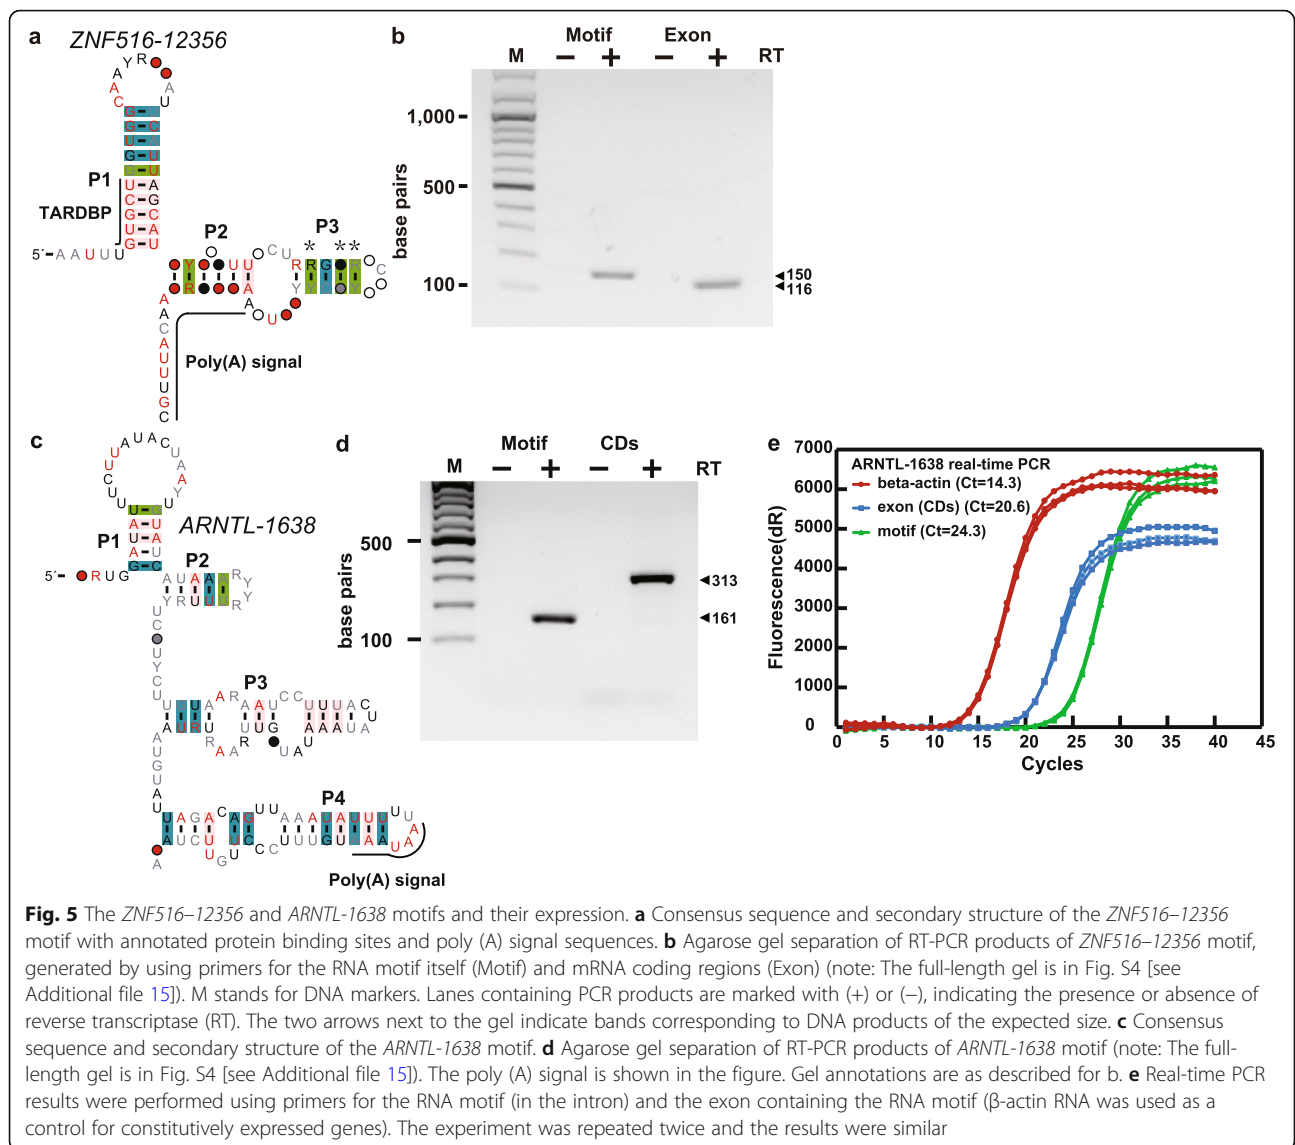 a
ZNF516-12356
P1
TARDBP
P2
P3
* **
5´-AAUUU
Poly(A) signal
b
Motif
Exon
M
− + − +
RT
base pairs
1,000
500
100
150
116
c
ARNTL-1638
P1
P2
P3
P4
5´-
RUG
Poly(A) signal
d
Motif
CDs
M
− + − +
RT
base pairs
500
100
313
161
e
ARNTL-1638 real-time PCR
beta-actin (Ct=14.3)
exon (CDs) (Ct=20.6)
motif (Ct=24.3)
Fluorescence(dR)
7000
6000
5000
4000
3000
2000
1000
0
0 5 10 15 20 25 30 35 40 45
Cycles
Fig. 5 The ZNF516–12356 and ARNTL-1638 motifs and their expression. a Consensus sequence and secondary structure of the ZNF516–12356
motif with annotated protein binding sites and poly (A) signal sequences. b Agarose gel separation of RT-PCR products of ZNF516–12356 motif,
generated by using primers for the RNA motif itself (Motif) and mRNA coding regions (Exon) (note: The full-length gel is in Fig. S4 [see
Additional file 15]). M stands for DNA markers. Lanes containing PCR products are marked with (+) or (−), indicating the presence or absence of
reverse transcriptase (RT). The two arrows next to the gel indicate bands corresponding to DNA products of the expected size. c Consensus
sequence and secondary structure of the ARNTL-1638 motif. d Agarose gel separation of RT-PCR products of ARNTL-1638 motif (note: The full-
length gel is in Fig. S4 [see Additional file 15]). The poly (A) signal is shown in the figure. Gel annotations are as described for b. e Real-time PCR
results were performed using primers for the RNA motif (in the intron) and the exon containing the RNA motif (β-actin RNA was used as a
control for constitutively expressed genes). The experiment was repeated twice and the results were similar